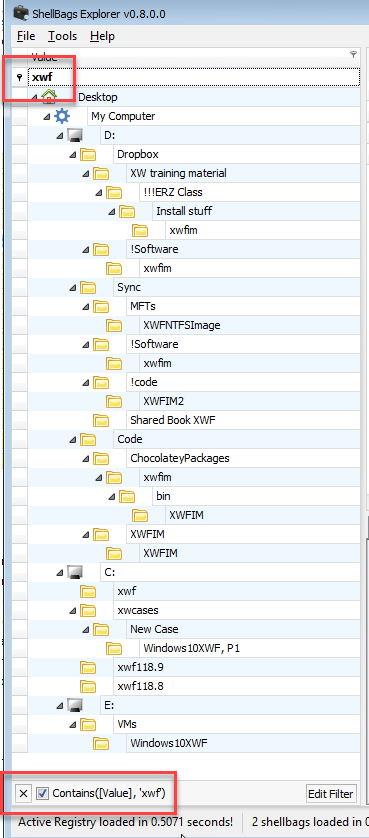 ShellBags Explorer v0.8.0.0
File Tools Help
Value
xwf
Desktop
My Computer
D:
Dropbox
XW training material
!!!ERZ Class
Install stuff
xwfim
!Software
xwfim
Sync
MFTs
XWFNTFSImage
!Software
xwfim
!code
XWFIM2
Shared Book XWF
Code
ChocolateyPackages
xwfim
bin
XWFIM
XWFIM
XWFIM
C:
xwf
xwcases
New Case
Windows10XWF, P1
xwf118.9
xwf118.8
E:
VMs
Windows10XWF
Contains([Value], 'xwf') Edit Filter
Active Registry loaded in 0.5071 seconds! 2 shellbags loaded in 0